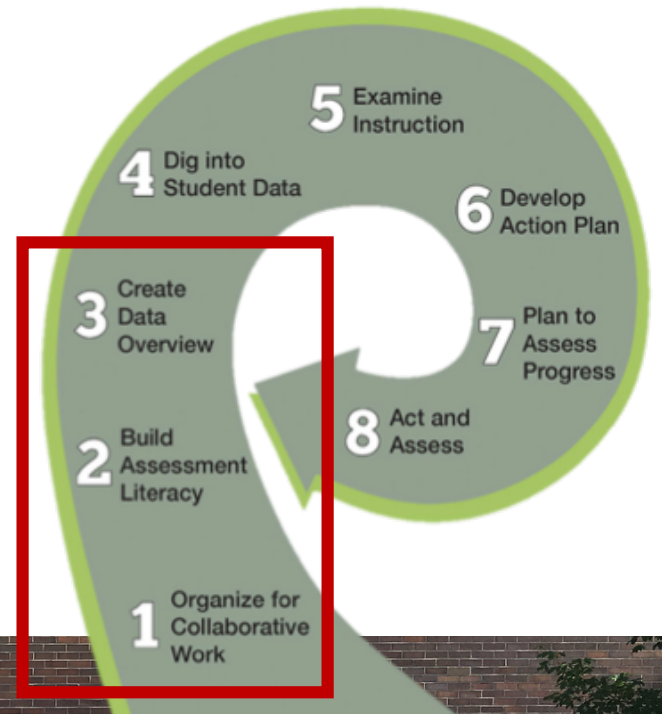 5 Examine
Instruction
4 Dig into
Student Data
6 Develop
Action Plan
3 Create
Data
Overview
7 Plan to
Assess
Progress
8 Act and
Assess
2 Build
Assessment
Literacy
1 Organize for
Collaborative
Work